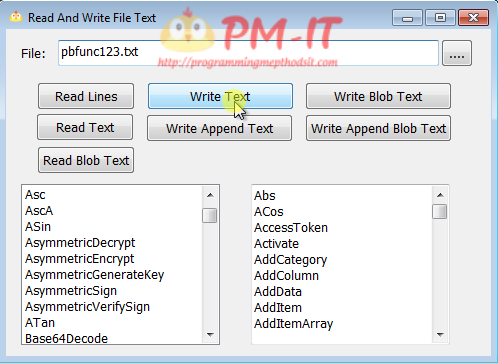 Read And Write File Text
PM-IT
File:
pbfunc123.txt
....
http://programmingmepthodsit.com
Read Lines
Write Text
Write Blob Text
Read Text
Write Append Text
Write Append Blob Text
Read Blob Text
Asc
AscA
ASin
AsymmetricDecrypt
AsymmetricEncrypt
AsymmetricGenerateKey
AsymmetricSign
AsymmetricVerifySign
ATan
Base64Decode
Abs
ACos
AccessToken
Activate
AddCategory
AddColumn
AddData
AddItem
AddItemArray